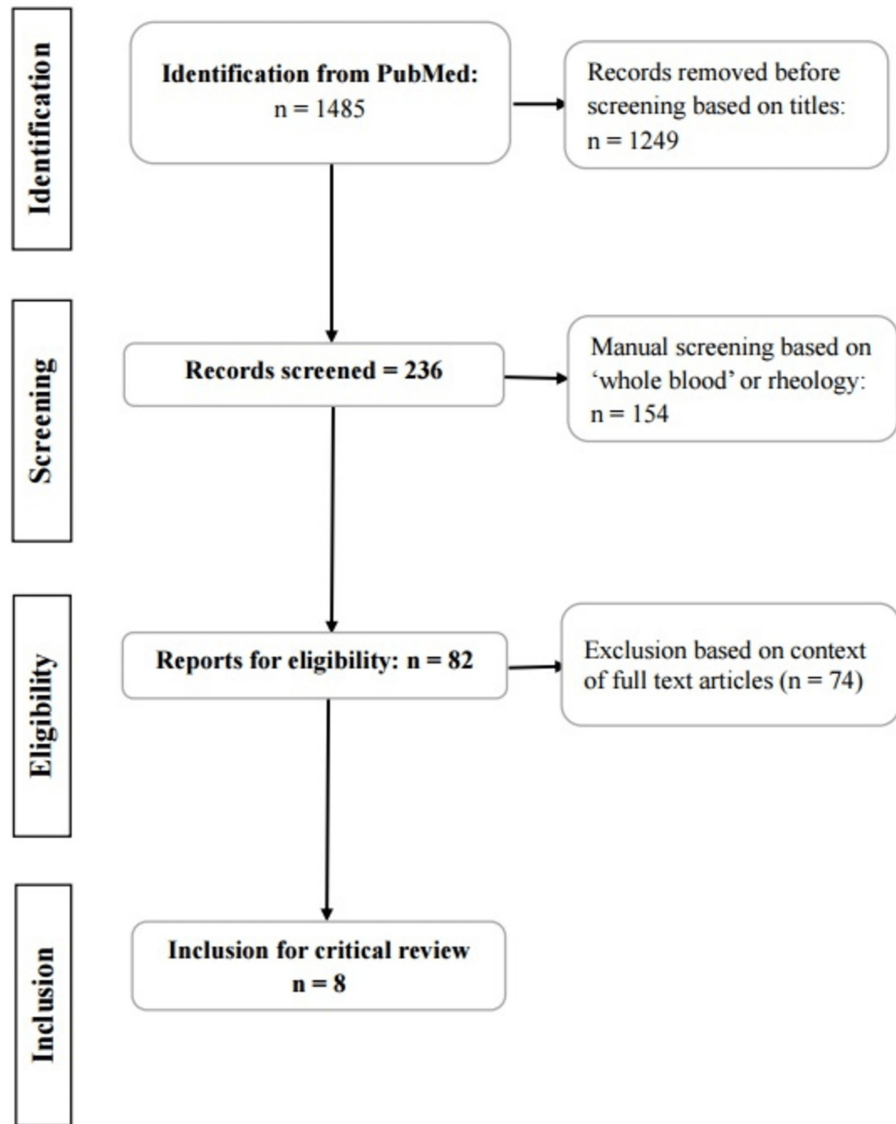 Identification
Identification from PubMed:
n = 1485
Records removed before
screening based on titles:
n = 1249
Screening
Records screened = 236
Manual screening based on
‘whole blood’ or rheology:
n = 154
Eligibility
Reports for eligibility: n = 82
Exclusion based on context
of full text articles (n = 74)
Inclusion
Inclusion for critical review
n = 8